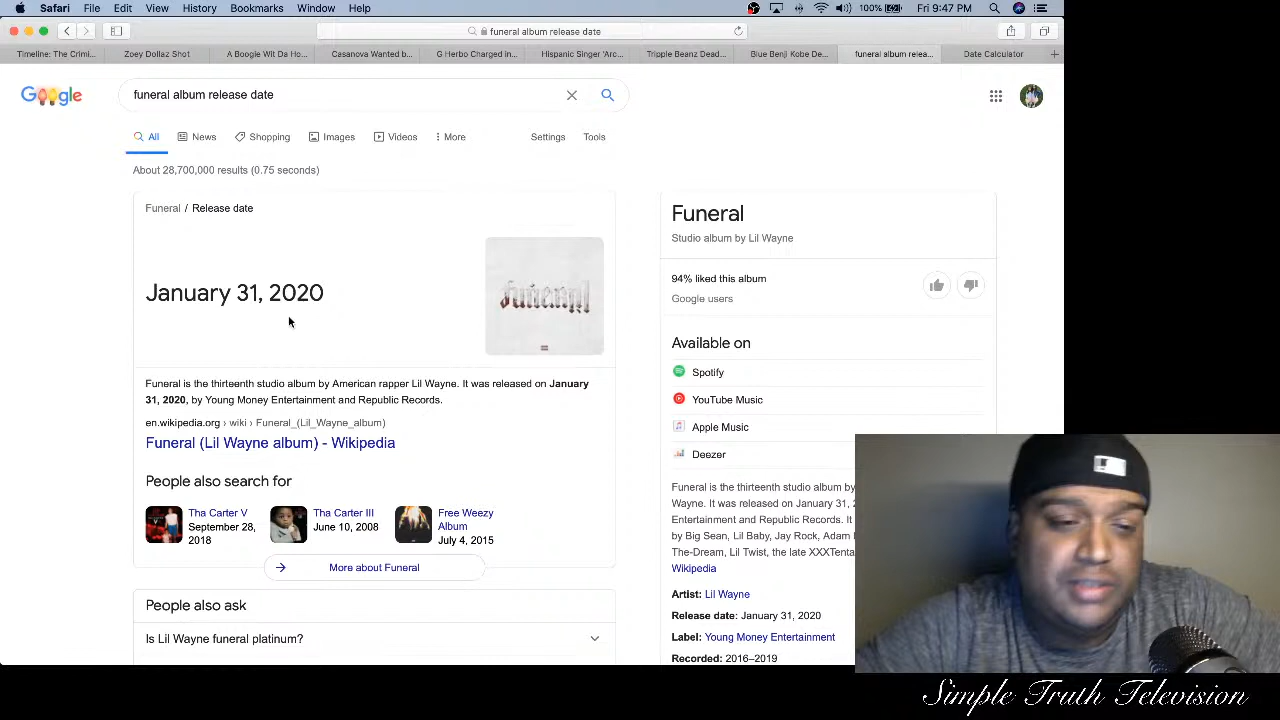 Safari File Edit View History Bookmarks Window Help 100% Fri 9:47 PM
funeral album release date
Timeline: The Crimi... Zoey Dollaz Shot A Boogie Wit Da Ho... Casanova Wanted b... G Herbo Charged in... Hispanic Singer 'Arc... Tripple Beanz Dead... Blue Benji Kobe De... funeral album relea... Date Calculator
Google
funeral album release date
All News Shopping Images Videos More Settings Tools
About 28,700,000 results (0.75 seconds)
Funeral / Release date
January 31, 2020
funeral
Funeral is the thirteenth studio album by American rapper Lil Wayne. It was released on January
31, 2020, by Young Money Entertainment and Republic Records.
en.wikipedia.org › wiki › Funeral_(Lil_Wayne_album)
Funeral (Lil Wayne album) - Wikipedia
People also search for
Tha Carter V
September 28,
2018
Tha Carter III
June 10, 2008
Free Weezy
Album
July 4, 2015
More about Funeral
People also ask
Is Lil Wayne funeral platinum?
Funeral
Studio album by Lil Wayne
94% liked this album
Google users
Available on
Spotify
YouTube Music
Apple Music
Deezer
Funeral is the thirteenth studio album by
Wayne. It was released on January 31, 2
Entertainment and Republic Records. It
by Big Sean, Lil Baby, Jay Rock, Adam
The-Dream, Lil Twist, the late XXXTenta
Wikipedia
Artist: Lil Wayne
Release date: January 31, 2020
Label: Young Money Entertainment
Recorded: 2016–2019
Simple Truth Television